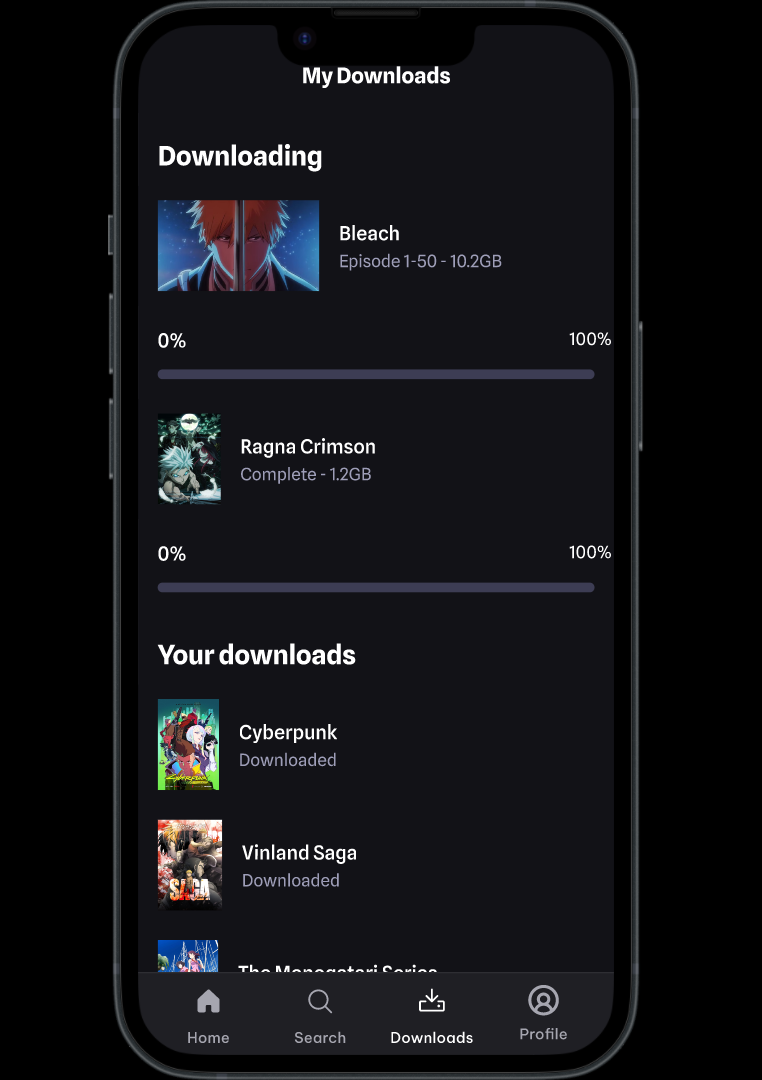 My Downloads
Downloading
Bleach
Episode 1-50 - 10.2GB
0% 100%
Ragna Crimson
Complete - 1.2GB
0% 100%
Your downloads
Cyberpunk
Downloaded
Vinland Saga
Downloaded
SAGA
The Monogatari Series
Home Search Downloads Profile